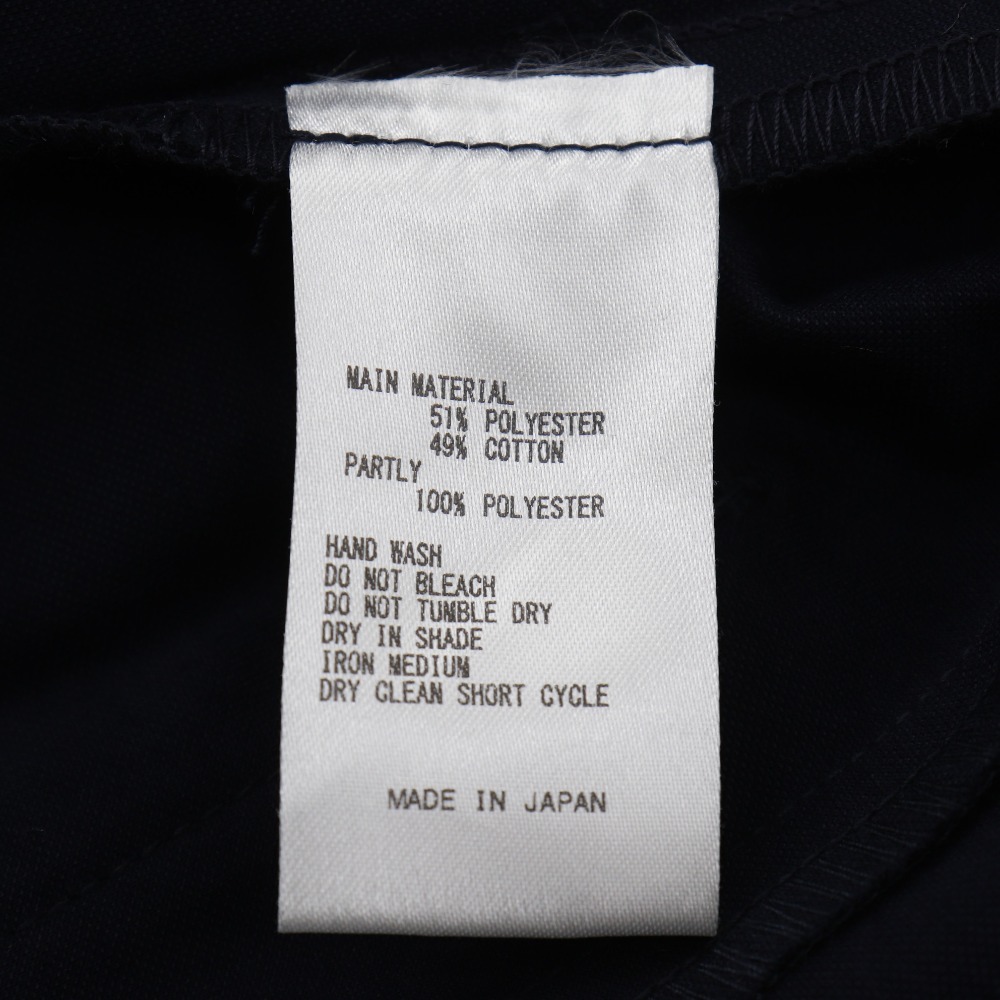 MAIN MATERIAL
51% POLYESTER
49% COTTON
PARTLY
100% POLYESTER
HAND WASH
DO NOT BLEACH
DO NOT TUMBLE DRY
DRY IN SHADE
IRON MEDIUM
DRY CLEAN SHORT CYCLE
MADE IN JAPAN